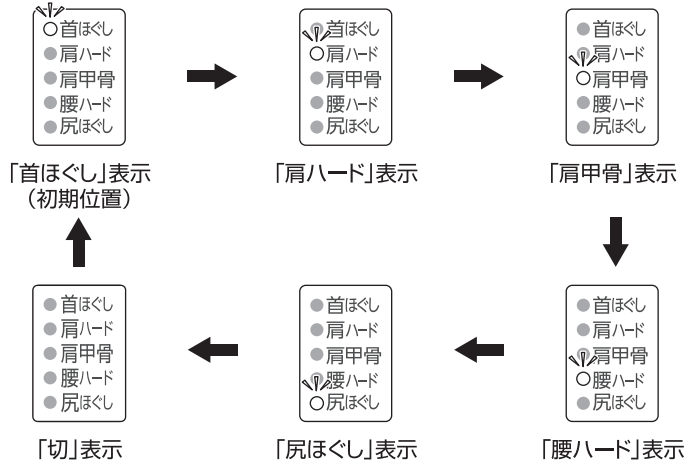 首ほぐし
肩ハード
肩甲骨
腰ハード
尻ほぐし
「首ほぐし」表示
(初期位置)
首ほぐし
肩ハード
肩甲骨
腰ハード
尻ほぐし
「肩ハード」表示
首ほぐし
肩ハード
肩甲骨
腰ハード
尻ほぐし
「肩甲骨」表示
首ほぐし
肩ハード
肩甲骨
腰ハード
尻ほぐし
「腰ハード」表示
首ほぐし
肩ハード
肩甲骨
腰ハード
尻ほぐし
「尻ほぐし」表示
首ほぐし
肩ハード
肩甲骨
腰ハード
尻ほぐし
「切」表示